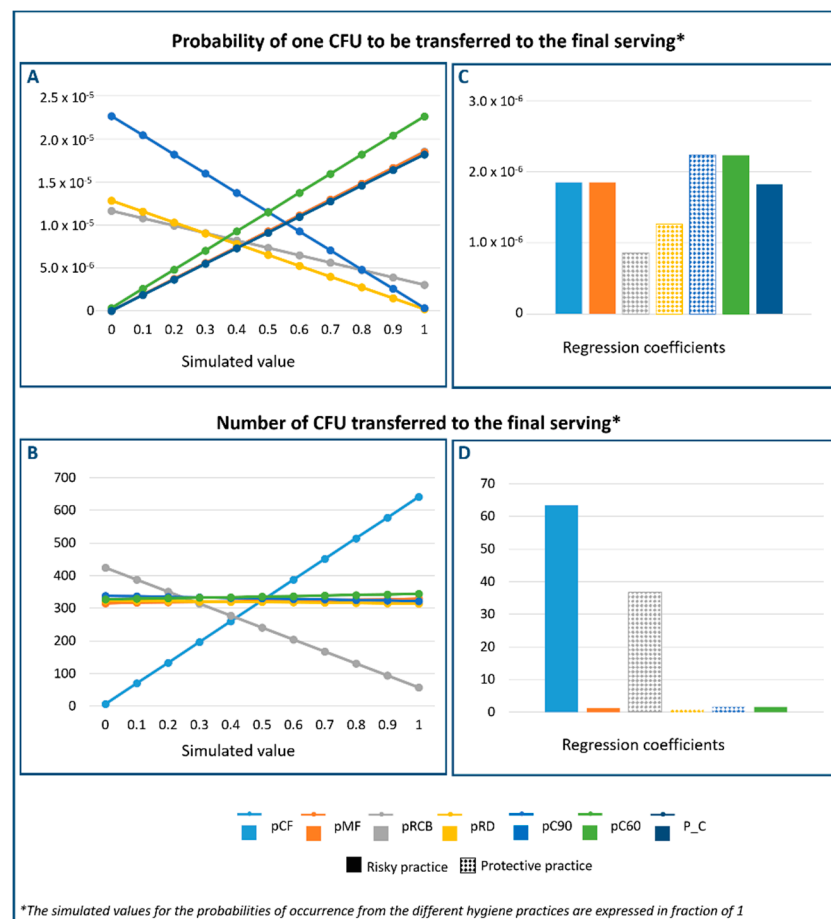 Probability of one CFU to be transferred to the final serving*
A
2.5 x 10⁻⁵
2.0 x 10⁻⁵
1.5 x 10⁻⁵
1.0 x 10⁻⁵
5.0 x 10⁻⁶
0
0 0.1 0.2 0.3 0.4 0.5 0.6 0.7 0.8 0.9 1
Simulated value
C
3.0 x 10⁻⁶
2.0 x 10⁻⁶
1.0 x 10⁻⁶
0
Regression coefficients
Number of CFU transferred to the final serving*
B
700
600
500
400
300
200
100
0
0 0.1 0.2 0.3 0.4 0.5 0.6 0.7 0.8 0.9 1
Simulated value
D
70
60
50
40
30
20
10
0
Regression coefficients
pCF pMF pRCB pRD pC90 pC60 P_C
Risky practice Protective practice
*The simulated values for the probabilities of occurrence from the different hygiene practices are expressed in fraction of 1